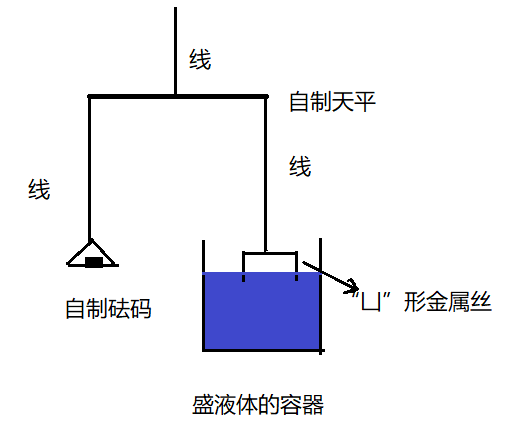 线
自制天平
线
线
自制砝码
“凵”形金属丝
盛液体的容器